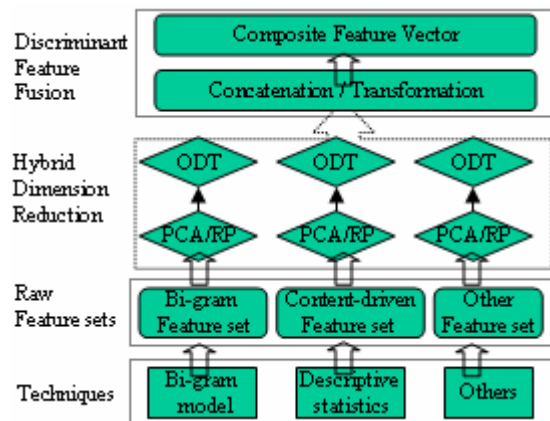 Discriminant
Feature
Fusion
Composite Feature Vector
Concatenation / Transformation
Hybrid
Dimension
Reduction
ODT
ODT
ODT
PCA/RP
PCA/RP
PCA/RP
Raw
Feature sets
Bi-gram
Feature set
Content-driven
Feature set
Other
Feature set
Techniques
Bi-gram
model
Descriptive
statistics
Others